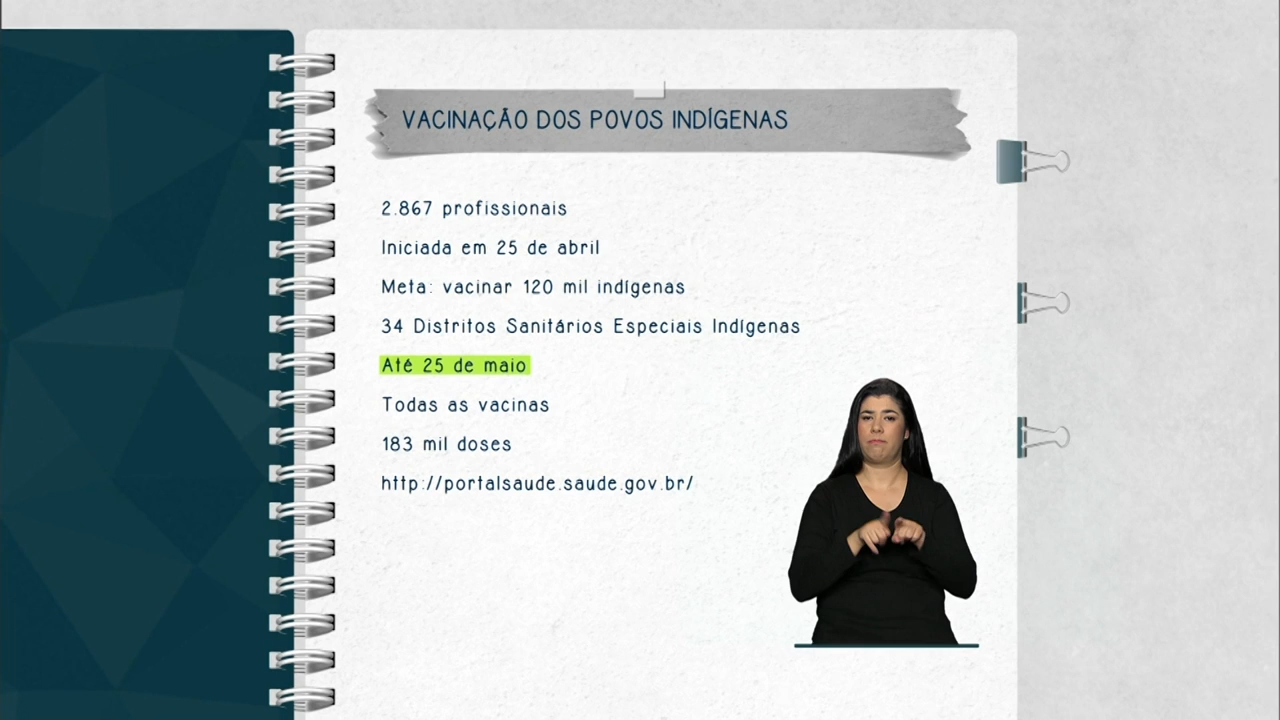 VACINAÇÃO DOS POVOS INDÍGENAS
2.867 profissionais
Iniciada em 25 de abril
Meta: vacinar 120 mil indígenas
34 Distritos Sanitários Especiais Indígenas
Até 25 de maio
Todas as vacinas
183 mil doses
http://portalsaude.saude.gov.br/